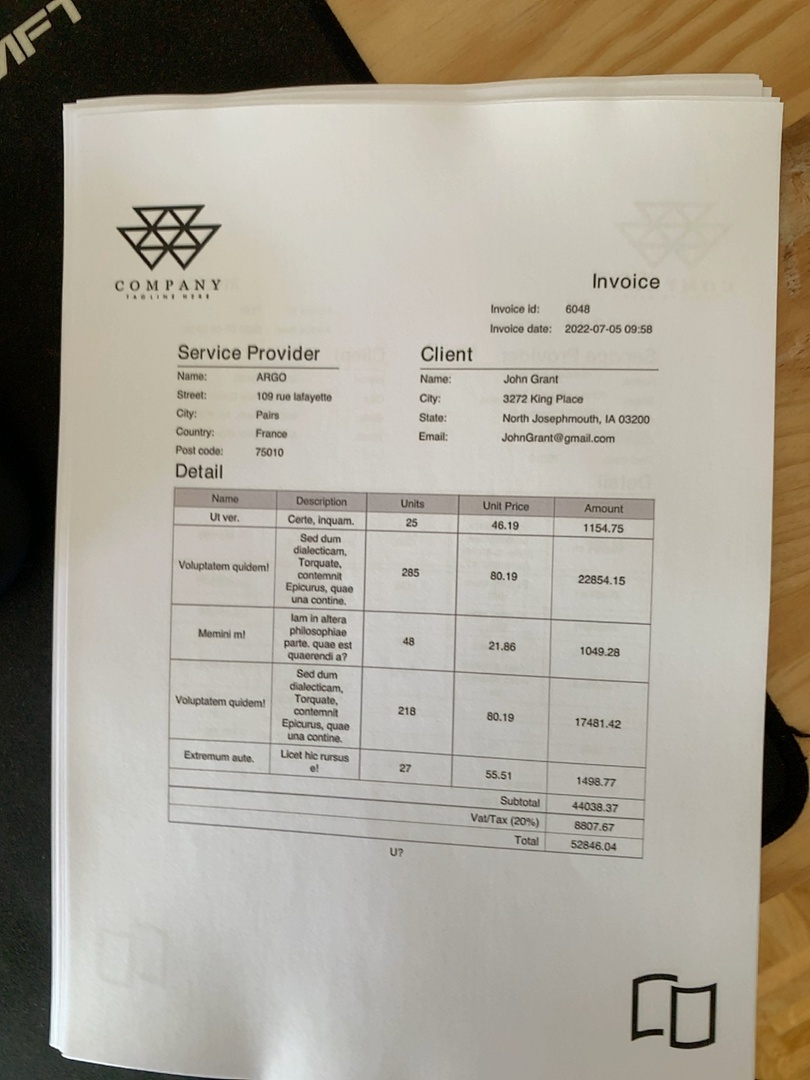 COMPANY
TAGLINE HERE
Invoice
Invoice id: 6048
Invoice date: 2022-07-05 09:58
Service Provider
Name: ARGO
Street: 109 rue lafayette
City: Pairs
Country: France
Post code: 75010
Client
Name: John Grant
City: 3272 King Place
State: North Josephmouth, IA 03200
Email: JohnGrant@gmail.com
Detail
Name Description Units Unit Price Amount
Ut ver. Certe, inquam. 25 46.19 1154.75
Voluptatem quidem! Sed dum
dialecticam,
Torquate,
contemnit
Epicurus, quae
una contine. 285 80.19 22854.15
Memini m! Iam in altera
philosophiae
parte. quae est
quaerendi a? 48 21.86 1049.28
Voluptatem quidem! Sed dum
dialecticam,
Torquate,
contemnit
Epicurus, quae
una contine. 218 80.19 17481.42
Extremum aute. Licet hic rursus
e! 27 55.51 1498.77
Subtotal 44038.37
Vat/Tax (20%) 8807.67
Total 52846.04
U?